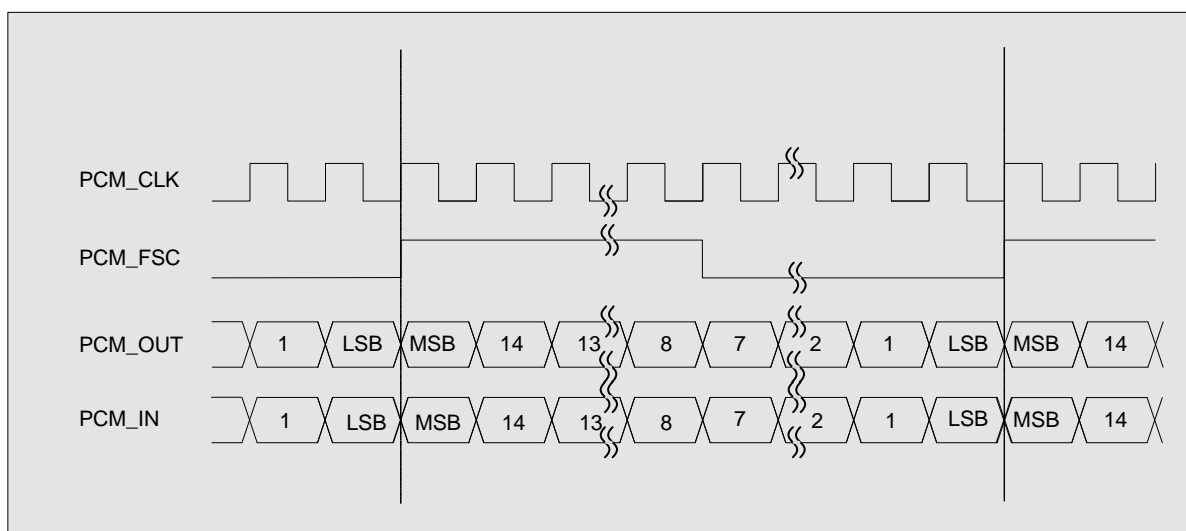 PCM_CLK
PCM_FSC
PCM_OUT 1 LSB MSB 14 13 8 7 2 1 LSB MSB 14
PCM_IN 1 LSB MSB 14 13 8 7 2 1 LSB MSB 14